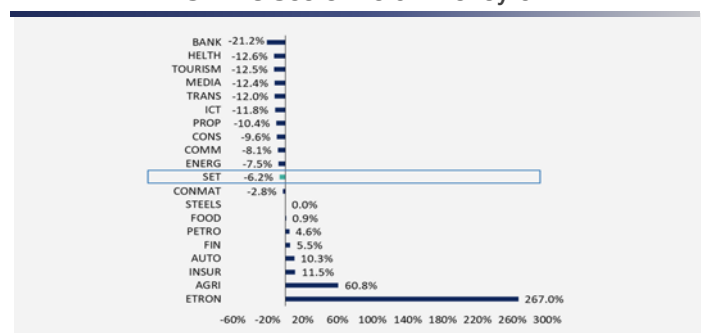 BANK -21.2%
HELTH -12.6%
TOURISM -12.5%
MEDIA -12.4%
TRANS -12.0%
ICT -11.8%
PROP -10.4%
CONS -9.6%
COMM -8.1%
ENERG -7.5%
SET -6.2%
CONMAT -2.8%
STEELS 0.0%
FOOD 0.9%
PETRO 4.6%
FIN 5.5%
AUTO 10.3%
INSUR 11.5%
AGRI 60.8%
ETRON 267.0%
-60% -20% 20% 60% 100% 140% 180% 220% 260% 300%